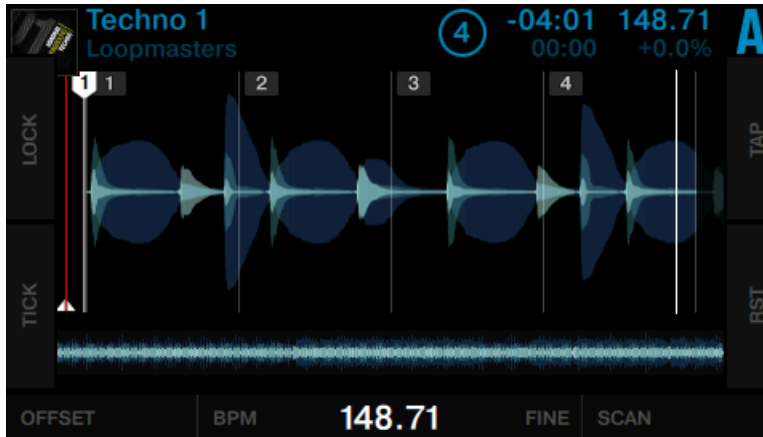 Techno 1
Loopmasters
4
-04:01
148.71
A
00:00
+0.0%
1
1
2
3
4
LOCK
TAP
TICK
RST
OFFSET
BPM
148.71
FINE
SCAN